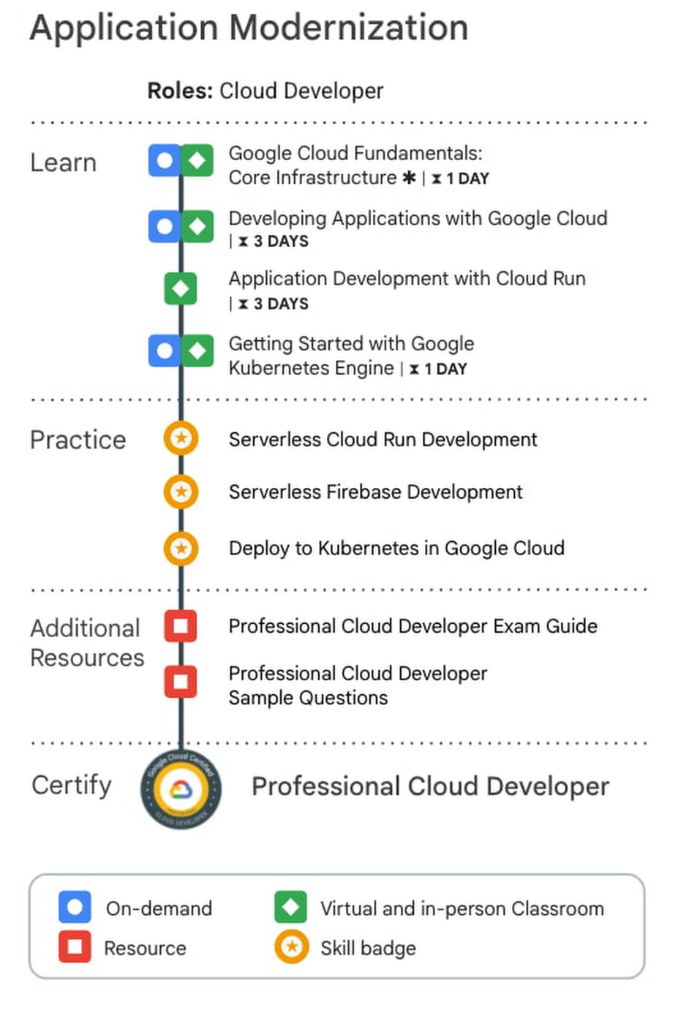 Application Modernization
Roles: Cloud Developer
Learn
Google Cloud Fundamentals:
Core Infrastructure ✱ | ⧗ 1 DAY
Developing Applications with Google Cloud
| ⧗ 3 DAYS
Application Development with Cloud Run
| ⧗ 3 DAYS
Getting Started with Google
Kubernetes Engine | ⧗ 1 DAY
Practice
Serverless Cloud Run Development
Serverless Firebase Development
Deploy to Kubernetes in Google Cloud
Additional
Resources
Professional Cloud Developer Exam Guide
Professional Cloud Developer
Sample Questions
Certify
Google Cloud Certified
CLOUD DEVELOPER
Professional Cloud Developer
On-demand
Virtual and in-person Classroom
Resource
Skill badge